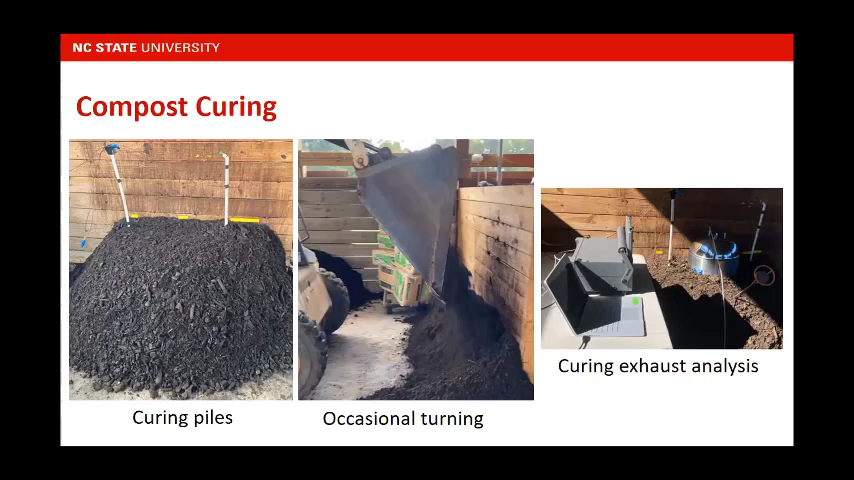 NC STATE UNIVERSITY
Compost Curing
Curing piles
Occasional turning
Curing exhaust analysis